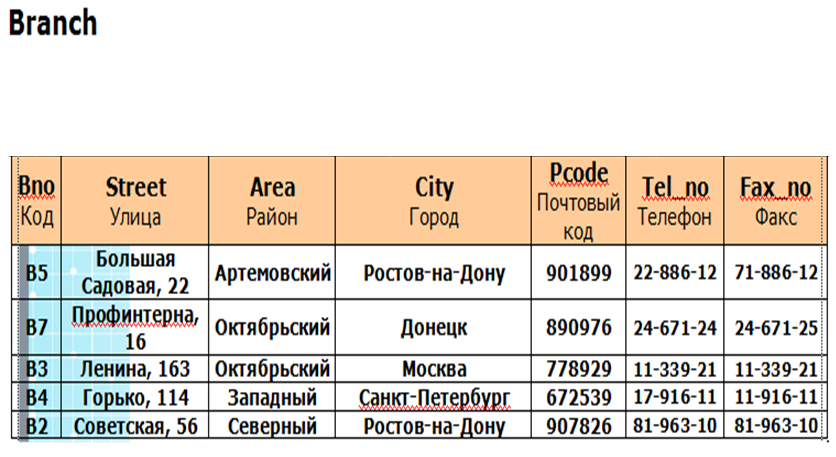 Branch
Bno Street Area City Pcode Tel_no Fax_no
Код Улица Район Город Почтовый код Телефон Факс
B5 Большая Садовая, 22 Артемовский Ростов-на-Дону 901899 22-886-12 71-886-12
B7 Профинтерна, 16 Октябрьский Донецк 890976 24-671-24 24-671-25
B3 Ленина, 163 Октябрьский Москва 778929 11-339-21 11-339-21
B4 Горько, 114 Западный Санкт-Петербург 672539 17-916-11 11-916-11
B2 Советская, 56 Северный Ростов-на-Дону 907826 81-963-10 81-963-10